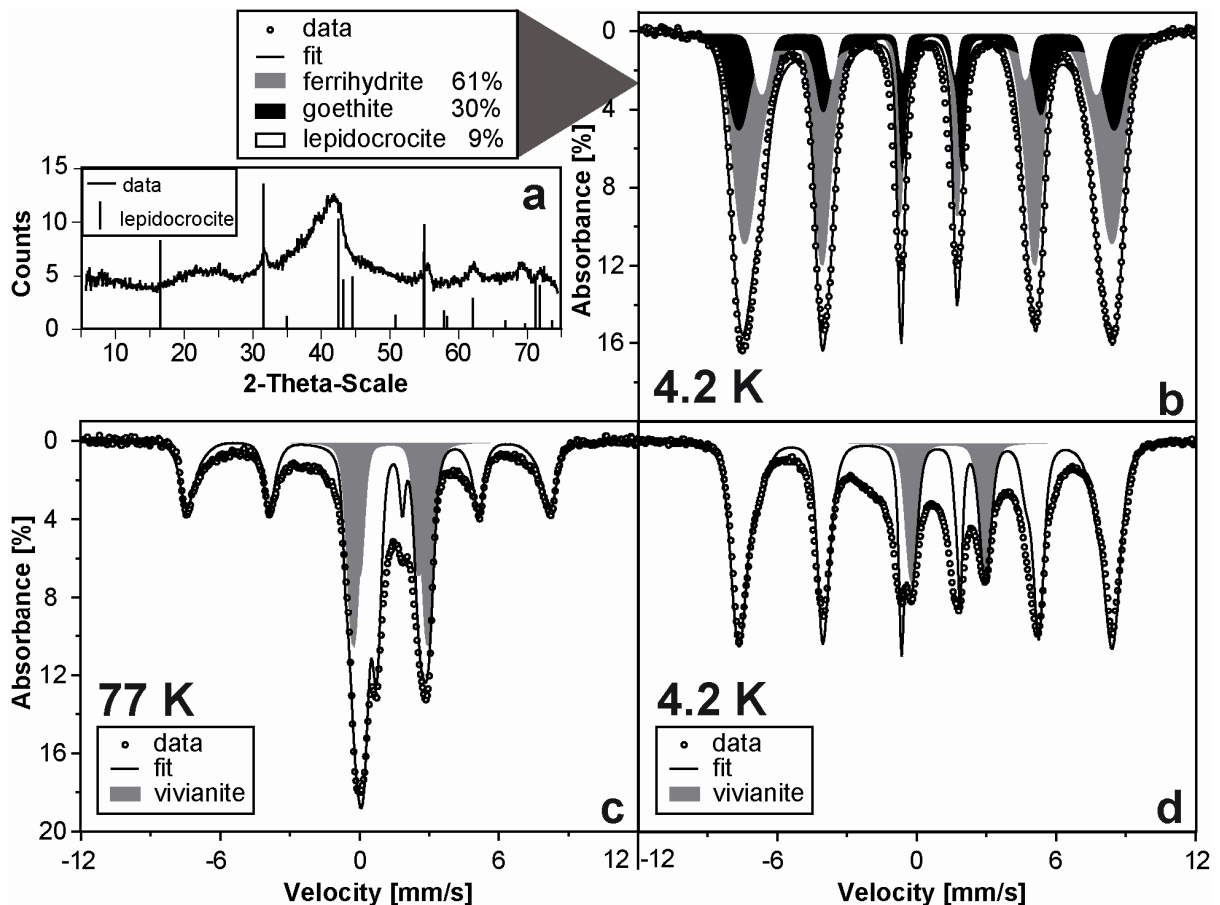 data
fit
ferrihydrite 61%
goethite 30%
lepidocrocite 9%
15
10
5
0
Counts
data
lepidocrocite
a
10 20 30 40 50 60 70
2-Theta-Scale
0
4
8
12
16
Absorbance [%]
4.2 K
b
0
4
8
12
16
20
Absorbance [%]
77 K
data
fit
vivianite
c
-12 -6 0 6 12
Velocity [mm/s]
4.2 K
data
fit
vivianite
d
-12 -6 0 6 12
Velocity [mm/s]